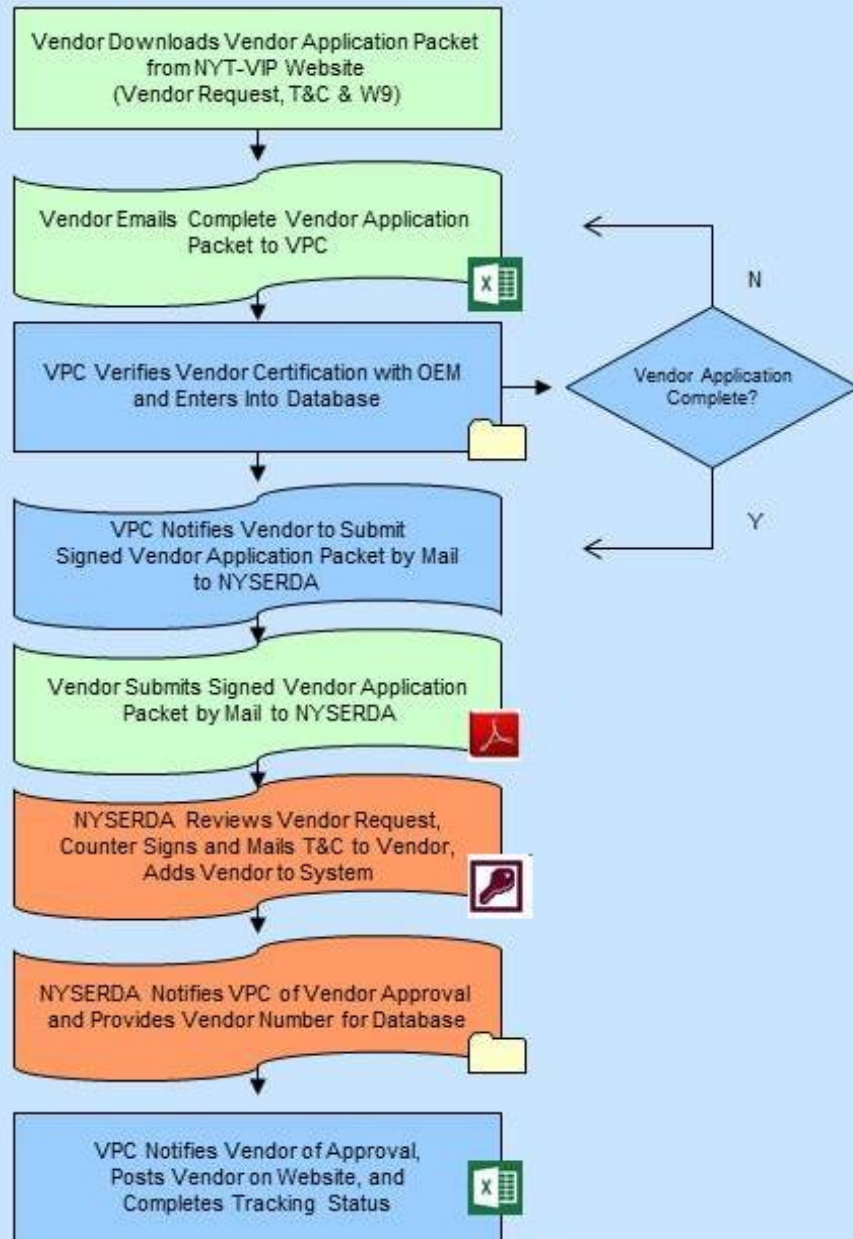 Vendor Downloads Vendor Application Packet
from NYT-VIP Website
(Vendor Request, T&C & W9)
Vendor Emails Complete Vendor Application
Packet to VPC
N
VPC Verifies Vendor Certification with OEM
and Enters Into Database
Vendor Application
Complete?
VPC Notifies Vendor to Submit
Signed Vendor Application Packet by Mail
to NYSERDA
Y
Vendor Submits Signed Vendor Application
Packet by Mail to NYSERDA
NYSERDA Reviews Vendor Request,
Counter Signs and Mails T&C to Vendor,
Adds Vendor to System
NYSERDA Notifies VPC of Vendor Approval
and Provides Vendor Number for Database
VPC Notifies Vendor of Approval,
Posts Vendor on Website, and
Completes Tracking Status